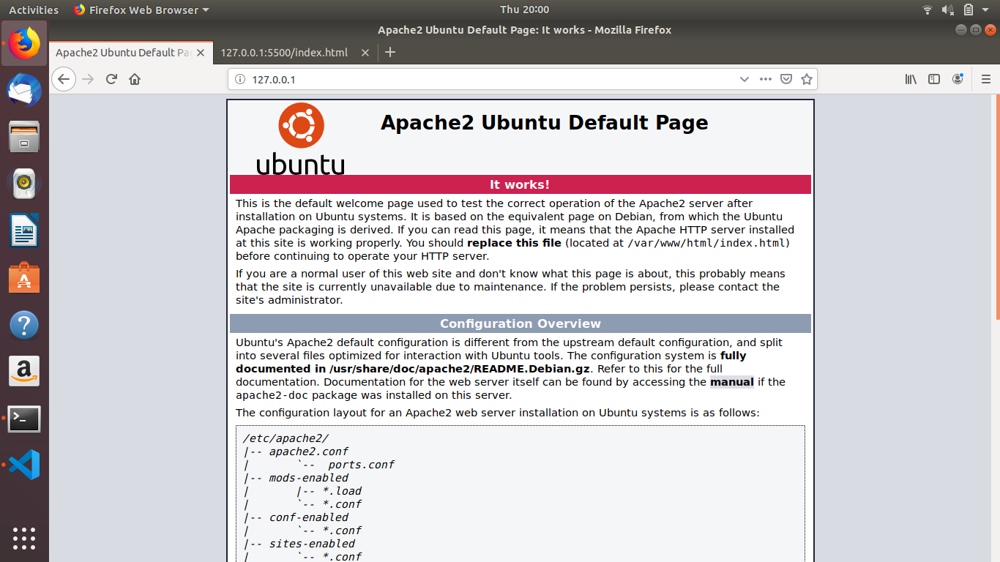 Activities Firefox Web Browser Thu 20:00
Apache2 Ubuntu Default Page: It works - Mozilla Firefox
Apache2 Ubuntu Default Pa 127.0.0.1:5500/index.html
127.0.0.1
ubuntu
Apache2 Ubuntu Default Page
It works!
This is the default welcome page used to test the correct operation of the Apache2 server after
installation on Ubuntu systems. It is based on the equivalent page on Debian, from which the Ubuntu
Apache packaging is derived. If you can read this page, it means that the Apache HTTP server installed
at this site is working properly. You should replace this file (located at /var/www/html/index.html)
before continuing to operate your HTTP server.
If you are a normal user of this web site and don't know what this page is about, this probably means
that the site is currently unavailable due to maintenance. If the problem persists, please contact the
site's administrator.
Configuration Overview
Ubuntu's Apache2 default configuration is different from the upstream default configuration, and split
into several files optimized for interaction with Ubuntu tools. The configuration system is fully
documented in /usr/share/doc/apache2/README.Debian.gz. Refer to this for the full
documentation. Documentation for the web server itself can be found by accessing the manual if the
apache2-doc package was installed on this server.
The configuration layout for an Apache2 web server installation on Ubuntu systems is as follows:
/etc/apache2/
|-- apache2.conf
|       `--  ports.conf
|-- mods-enabled
|       |-- *.load
|       `-- *.conf
|-- conf-enabled
|       `-- *.conf
|-- sites-enabled
|       `-- *.conf